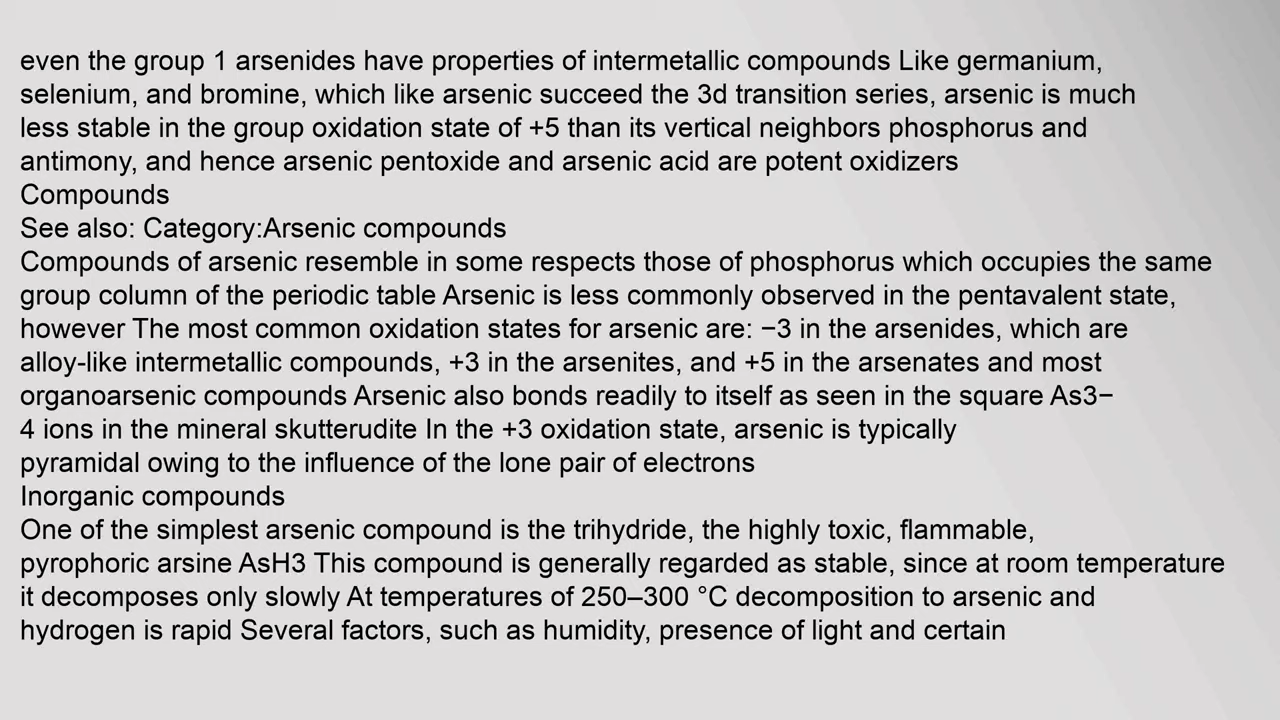 even the group 1 arsenides have properties of intermetallic compounds Like germanium,
selenium, and bromine, which like arsenic succeed the 3d transition series, arsenic is much
less stable in the group oxidation state of +5 than its vertical neighbors phosphorus and
antimony, and hence arsenic pentoxide and arsenic acid are potent oxidizers
Compounds
See also: Category:Arsenic compounds
Compounds of arsenic resemble in some respects those of phosphorus which occupies the same
group column of the periodic table Arsenic is less commonly observed in the pentavalent state,
however The most common oxidation states for arsenic are: −3 in the arsenides, which are
alloy-like intermetallic compounds, +3 in the arsenites, and +5 in the arsenates and most
organoarsenic compounds Arsenic also bonds readily to itself as seen in the square As3−
4 ions in the mineral skutterudite In the +3 oxidation state, arsenic is typically
pyramidal owing to the influence of the lone pair of electrons
Inorganic compounds
One of the simplest arsenic compound is the trihydride, the highly toxic, flammable,
pyrophoric arsine AsH3 This compound is generally regarded as stable, since at room temperature
it decomposes only slowly At temperatures of 250–300 °C decomposition to arsenic and
hydrogen is rapid Several factors, such as humidity, presence of light and certain